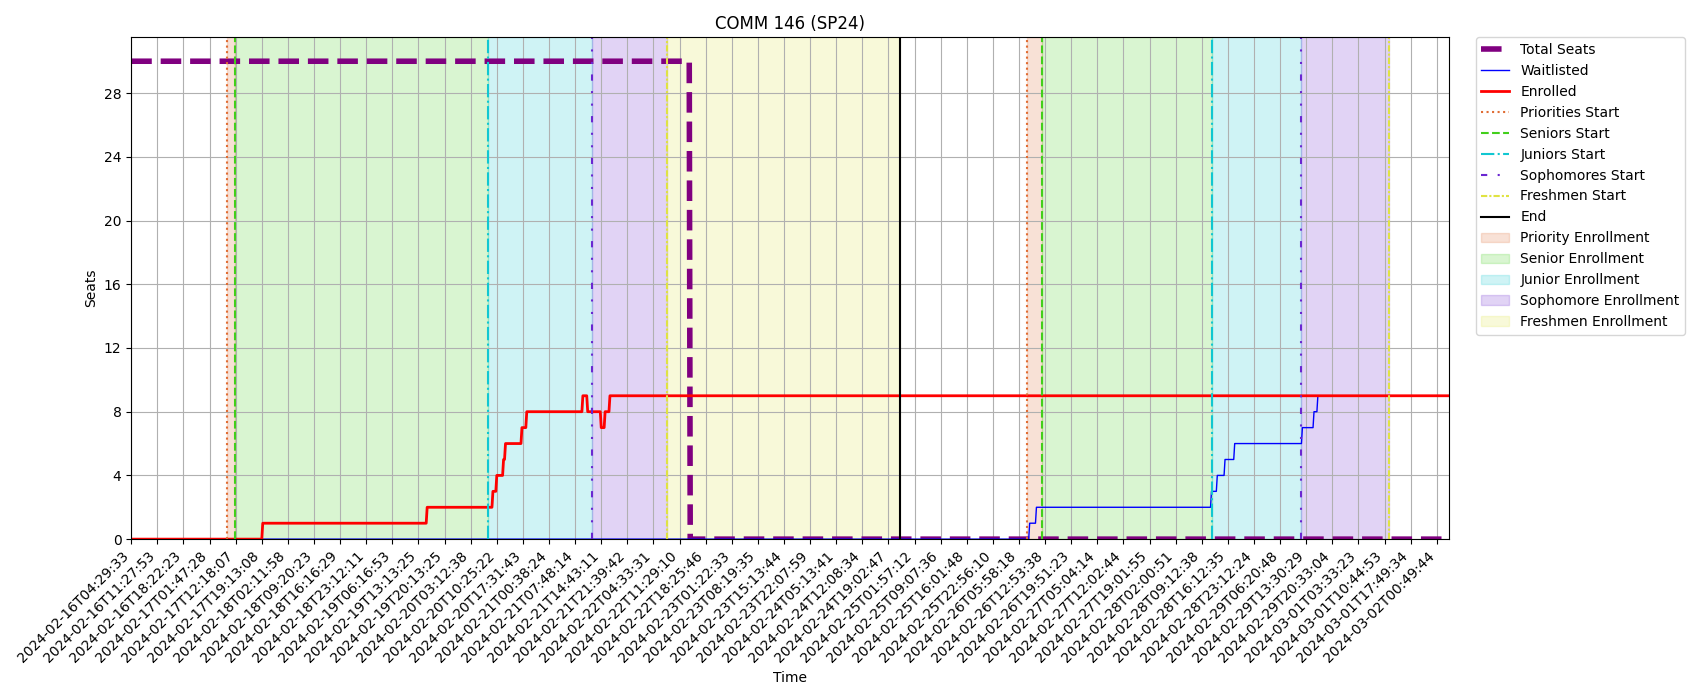 COMM 146 (SP24)
Seats
28
24
20
16
12
8
4
0
2024-02-16T04:29:33
2024-02-16T11:27:53
2024-02-16T18:22:23
2024-02-17T01:47:28
2024-02-17T12:18:07
2024-02-17T19:13:08
2024-02-18T02:11:58
2024-02-18T09:20:23
2024-02-18T16:16:29
2024-02-18T23:12:11
2024-02-19T06:16:53
2024-02-19T13:13:25
2024-02-19T20:13:25
2024-02-20T03:12:38
2024-02-20T10:25:22
2024-02-20T17:31:43
2024-02-21T00:38:24
2024-02-21T07:48:14
2024-02-21T14:43:11
2024-02-21T21:39:42
2024-02-22T04:33:31
2024-02-22T11:29:10
2024-02-22T18:25:46
2024-02-23T01:22:33
2024-02-23T08:19:35
2024-02-23T15:13:44
2024-02-23T22:07:59
2024-02-24T05:13:41
2024-02-24T12:08:34
2024-02-24T19:02:47
2024-02-25T01:57:12
2024-02-25T09:07:36
2024-02-25T16:01:48
2024-02-25T22:56:10
2024-02-26T05:58:18
2024-02-26T12:53:38
2024-02-26T19:51:23
2024-02-27T05:04:14
2024-02-27T12:02:44
2024-02-27T19:01:55
2024-02-28T02:00:51
2024-02-28T09:12:38
2024-02-28T16:12:35
2024-02-28T23:12:24
2024-02-29T06:20:48
2024-02-29T13:30:29
2024-02-29T20:33:04
2024-03-01T03:33:23
2024-03-01T10:44:53
2024-03-01T17:49:34
2024-03-02T00:49:44
Time
Total Seats
Waitlisted
Enrolled
Priorities Start
Seniors Start
Juniors Start
Sophomores Start
Freshmen Start
End
Priority Enrollment
Senior Enrollment
Junior Enrollment
Sophomore Enrollment
Freshmen Enrollment